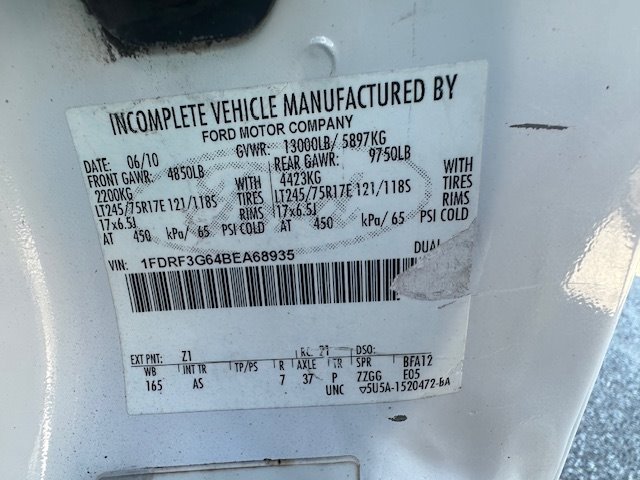 INCOMPLETE VEHICLE MANUFACTURED BY
FORD MOTOR COMPANY
DATE: 06/10 GVWR: 13000LB/ 5897KG
FRONT GAWR: 4850LB REAR GAWR: 9750LB
2200KG WITH 4423KG WITH
LT245/75R17E 121/118S TIRES LT245/75R17E 121/118S TIRES
17x6.5J RIMS 17x6.5J RIMS
AT 450 kPa/ 65 PSI COLD AT 450 kPa/ 65 PSI COLD
VIN: 1FDRF3G64BEA68935 DUAL
EXT PNT: Z1 RC: 21 DSO:
WB INT TR TP/PS R AXLE TR SPR BFA12
165 AS 7 37 P ZZGG E05
UNC 5U5A-1520472-BA